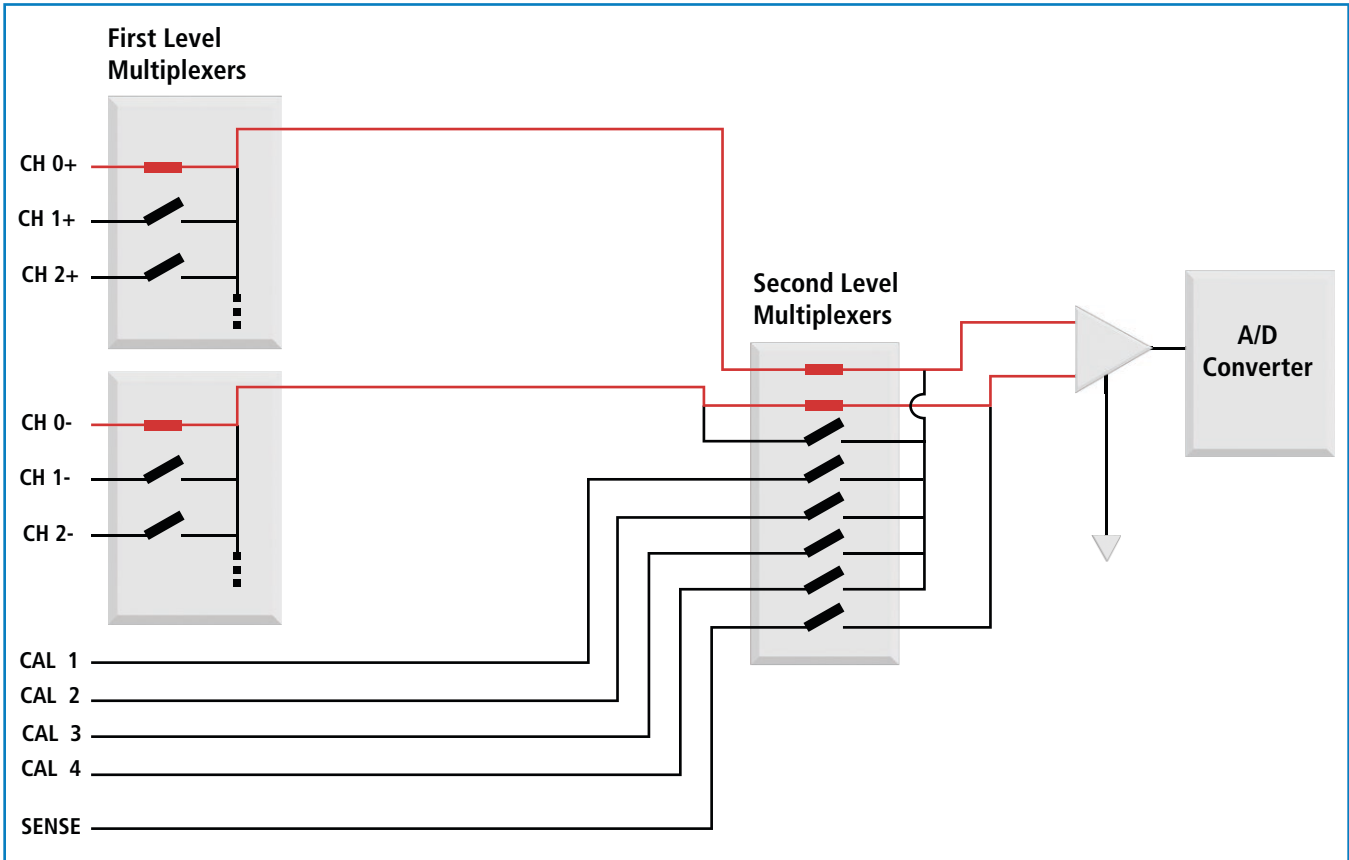 First Level
Multiplexers
CH 0+
CH 1+
CH 2+
Second Level
Multiplexers
A/D
Converter
CH 0-
CH 1-
CH 2-
CAL 1
CAL 2
CAL 3
CAL 4
SENSE